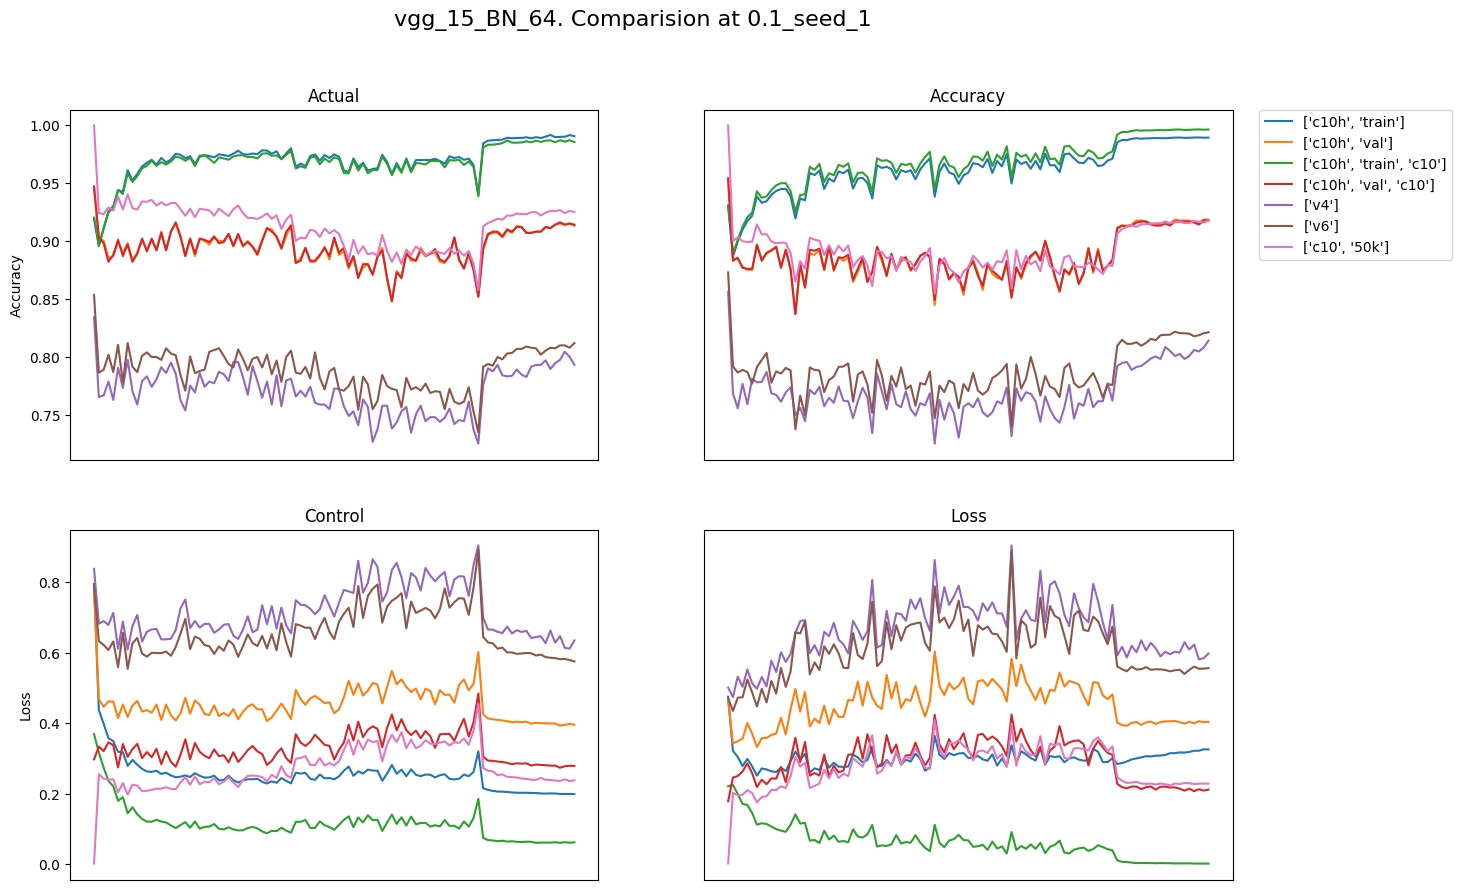 vgg_15_BN_64. Comparision at 0.1_seed_1
Actual
Accuracy
1.00
0.95
0.90
0.85
0.80
0.75
Accuracy
['c10h', 'train']
['c10h', 'val']
['c10h', 'train', 'c10']
['c10h', 'val', 'c10']
['v4']
['v6']
['c10', '50k']
Control
Loss
0.8
0.6
0.4
0.2
0.0
Loss